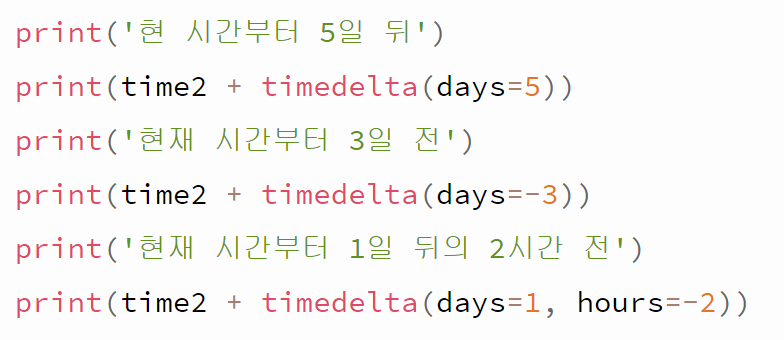 print('현 시간부터 5일 뒤')
print(time2 + timedelta(days=5))
print('현재 시간부터 3일 전')
print(time2 + timedelta(days=-3))
print('현재 시간부터 1일 뒤의 2시간 전')
print(time2 + timedelta(days=1, hours=-2))